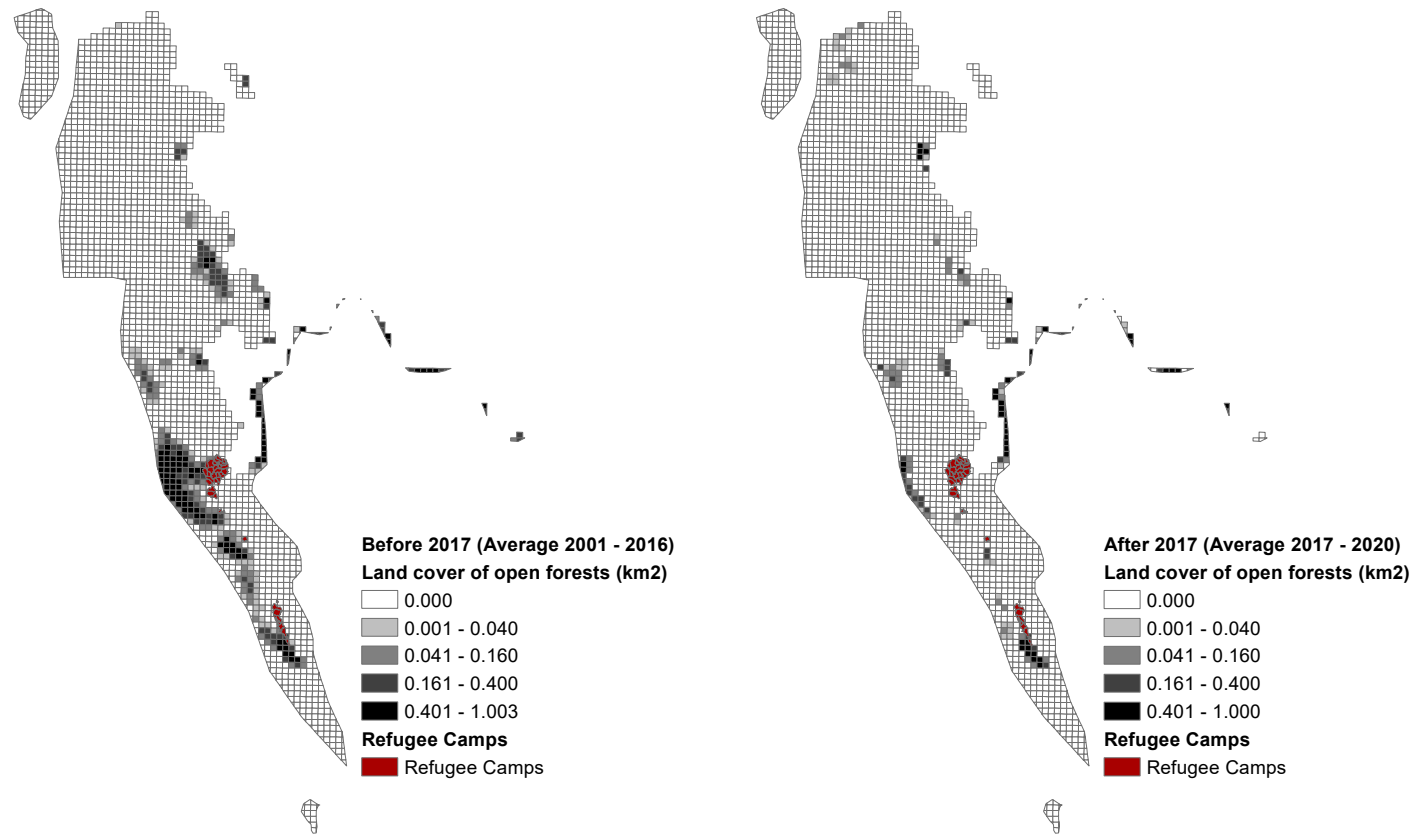 Before 2017 (Average 2001 - 2016)
Land cover of open forests (km2)
0.000
0.001 - 0.040
0.041 - 0.160
0.161 - 0.400
0.401 - 1.003
Refugee Camps
Refugee Camps
After 2017 (Average 2017 - 2020)
Land cover of open forests (km2)
0.000
0.001 - 0.040
0.041 - 0.160
0.161 - 0.400
0.401 - 1.000
Refugee Camps
Refugee Camps